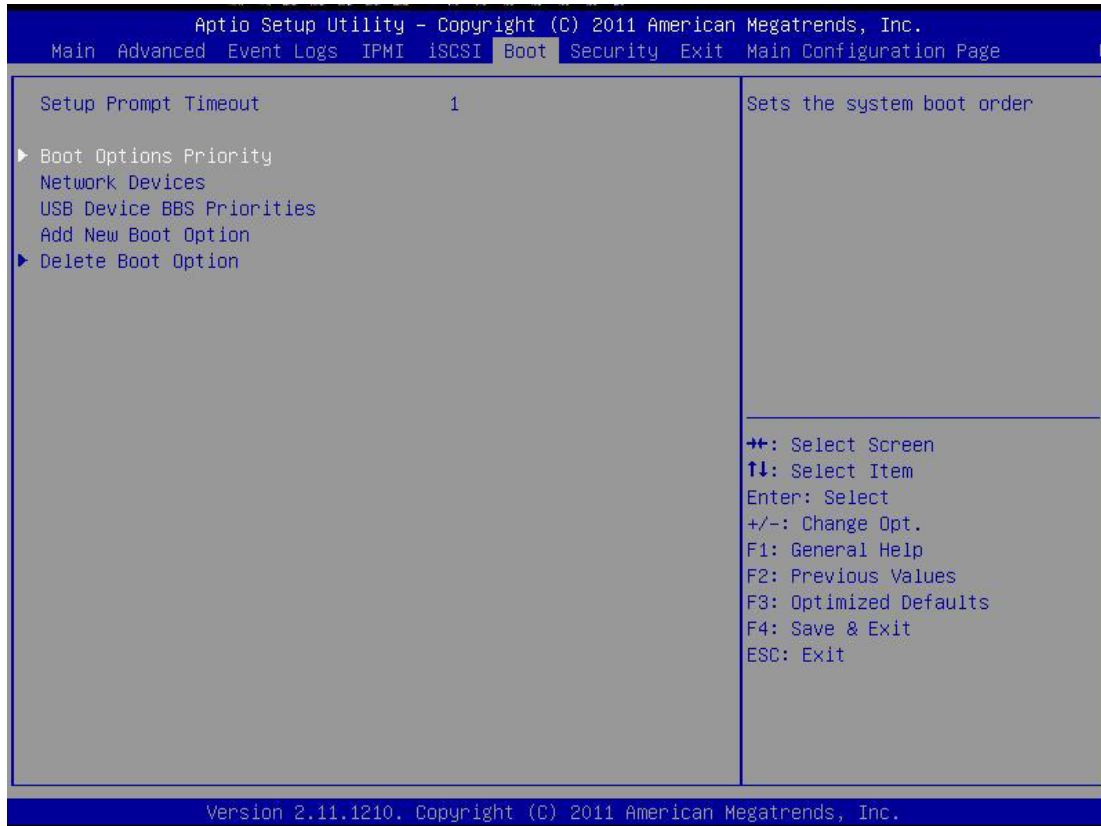 Aptio Setup Utility – Copyright (C) 2011 American Megatrends, Inc.
Main Advanced Event Logs IPMI iSCSI Boot Security Exit Main Configuration Page
Setup Prompt Timeout 1
Boot Options Priority
Network Devices
USB Device BBS Priorities
Add New Boot Option
Delete Boot Option
Sets the system boot order
→←: Select Screen
↑↓: Select Item
Enter: Select
+/-: Change Opt.
F1: General Help
F2: Previous Values
F3: Optimized Defaults
F4: Save & Exit
ESC: Exit
Version 2.11.1210. Copyright (C) 2011 American Megatrends, Inc.